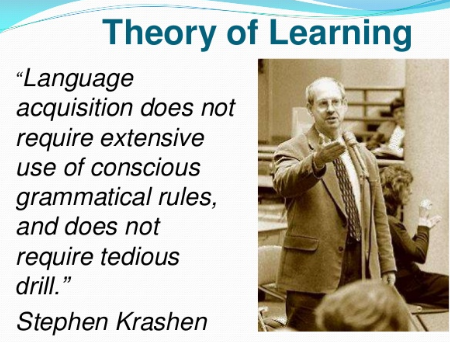 Theory of Learning
“Language
acquisition does not
require extensive
use of conscious
grammatical rules,
and does not
require tedious
drill.”
Stephen Krashen